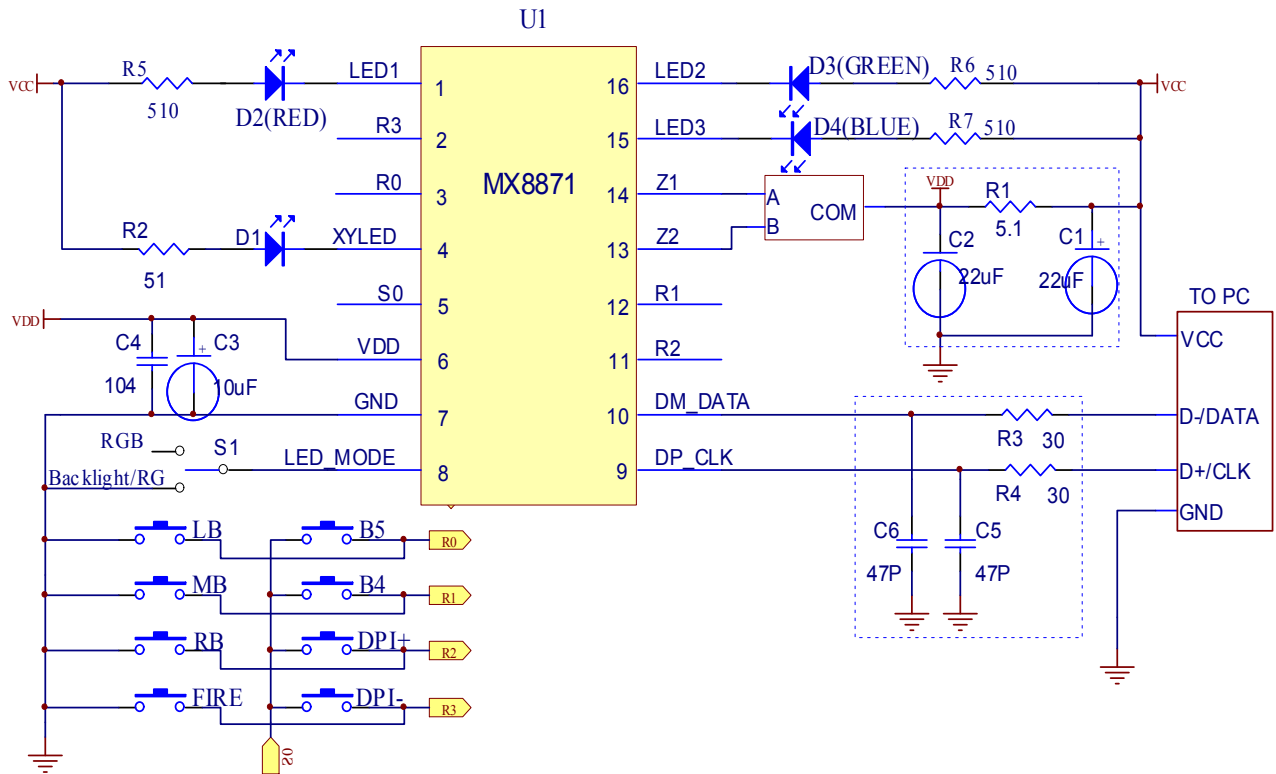 U1
VCC
R5
510
D2(RED)
LED1
1
R3
2
R0
3
R2
51
D1
XYLED
4
S0
5
VDD
C4
104
C3
10uF
VDD
6
GND
7
RGB
S1
Backlight/RG
LED_MODE
8
MX8871
16
LED2
D3(GREEN)
R6
510
VCC
15
LED3
D4(BLUE)
R7
510
14
Z1
A
B
COM
13
Z2
VDD
R1
5.1
C2
22uF
C1
22uF
12
R1
11
R2
10
DM_DATA
R3
30
9
DP_CLK
R4
30
C6
47P
C5
47P
TO PC
VCC
D-/DATA
D+/CLK
GND
LB
B5
R0
MB
B4
R1
RB
DPI+
R2
FIRE
DPI-
R3
S0
+
+
+